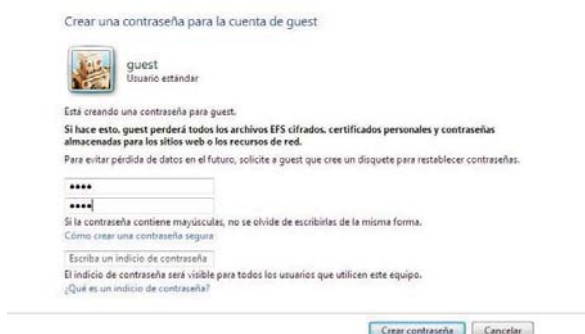 Crear una contraseña para la cuenta de guest
guest
Usuario estándar
Está creando una contraseña para guest.
Si hace esto, guest perderá todos los archivos EFS cifrados, certificados personales y contraseñas
almacenadas para los sitios web o los recursos de red.
Para evitar pérdida de datos en el futuro, solicite a guest que cree un disquete para restablecer contraseñas.
••••
••••
Si la contraseña contiene mayúsculas, no se olvide de escribirlas de la misma forma.
Cómo crear una contraseña segura
Escriba un indicio de contraseña
El indicio de contraseña será visible para todos los usuarios que utilicen este equipo.
¿Qué es un indicio de contraseña?
Crear contraseña Cancelar